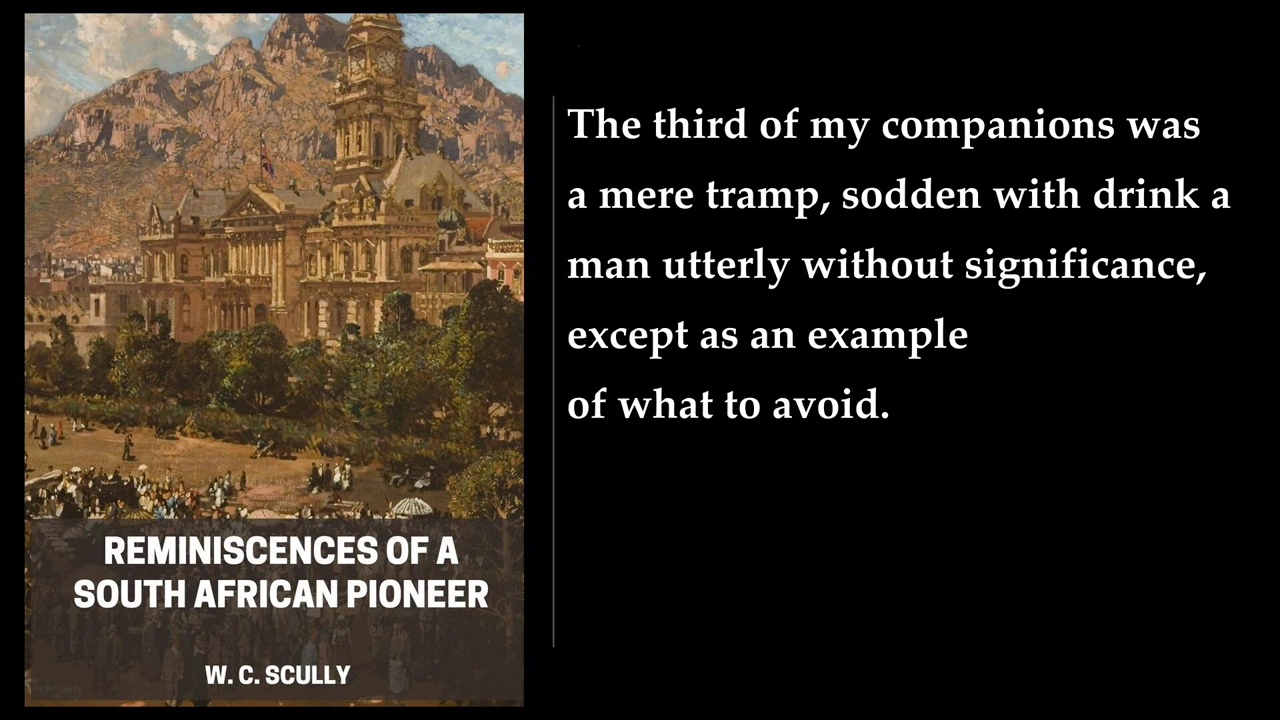 REMINISCENCES OF A
SOUTH AFRICAN PIONEER
W. C. SCULLY
The third of my companions was
a mere tramp, sodden with drink a
man utterly without significance,
except as an example
of what to avoid.